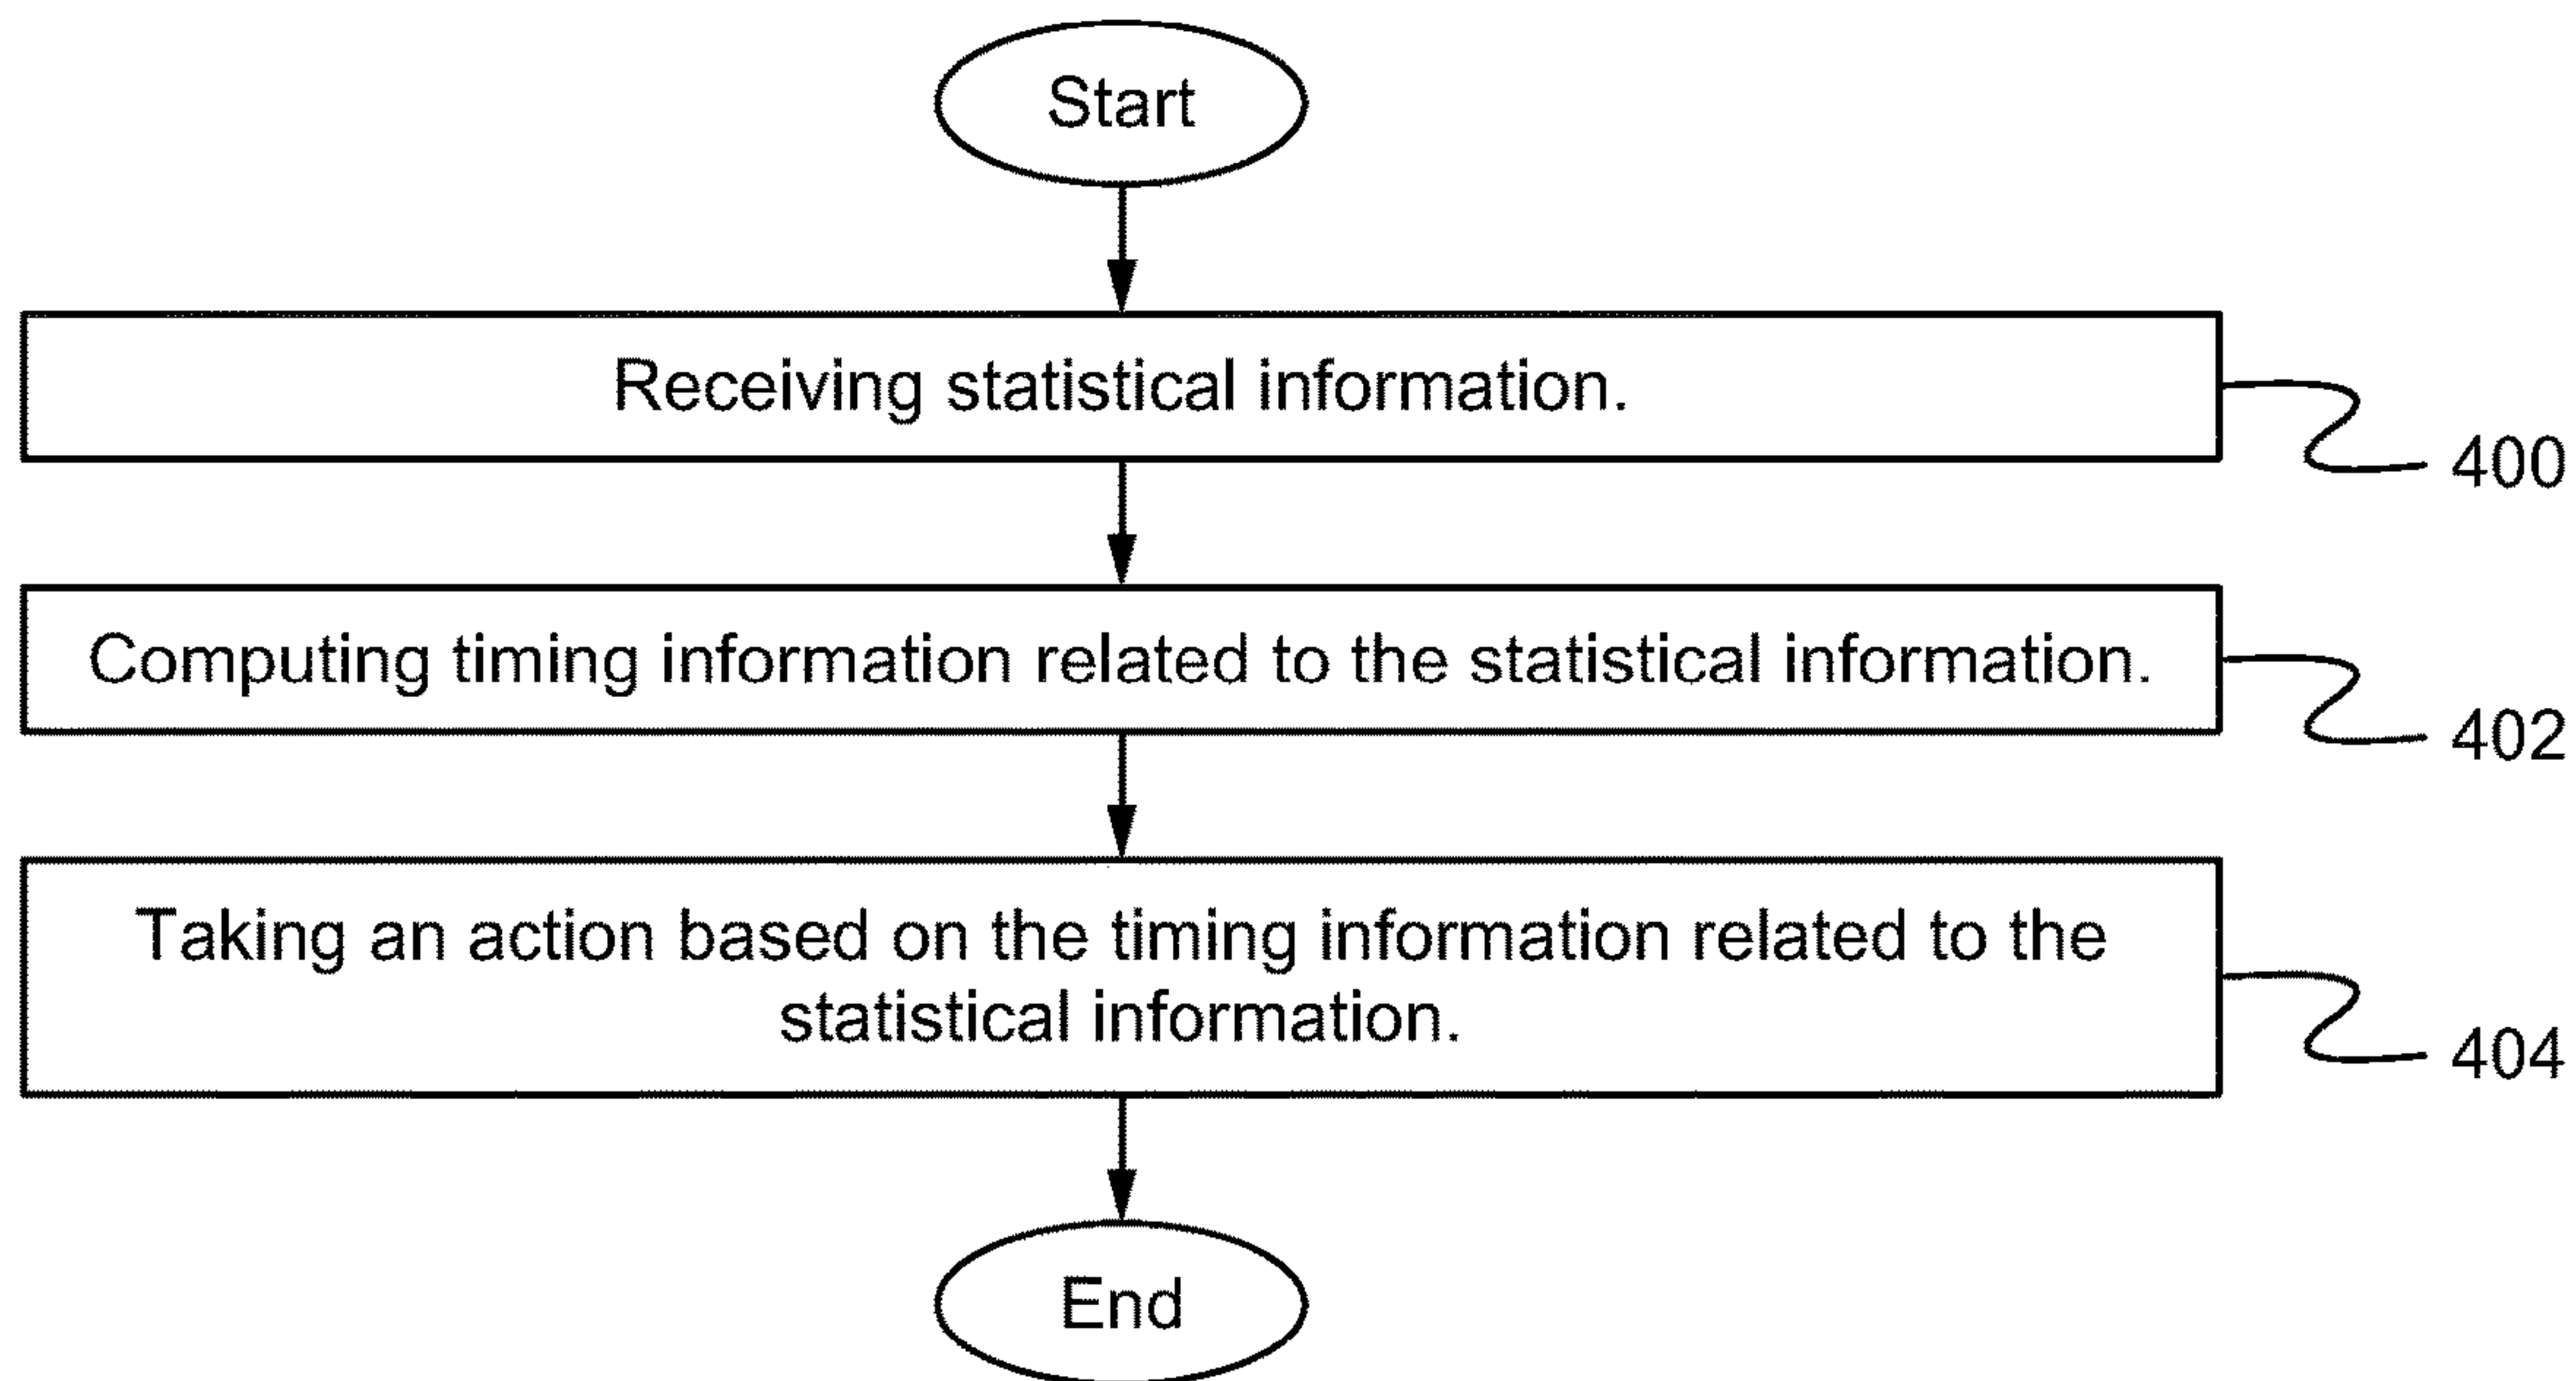 Start
Receiving statistical information.
400
Computing timing information related to the statistical information.
402
Taking an action based on the timing information related to the
statistical information.
404
End